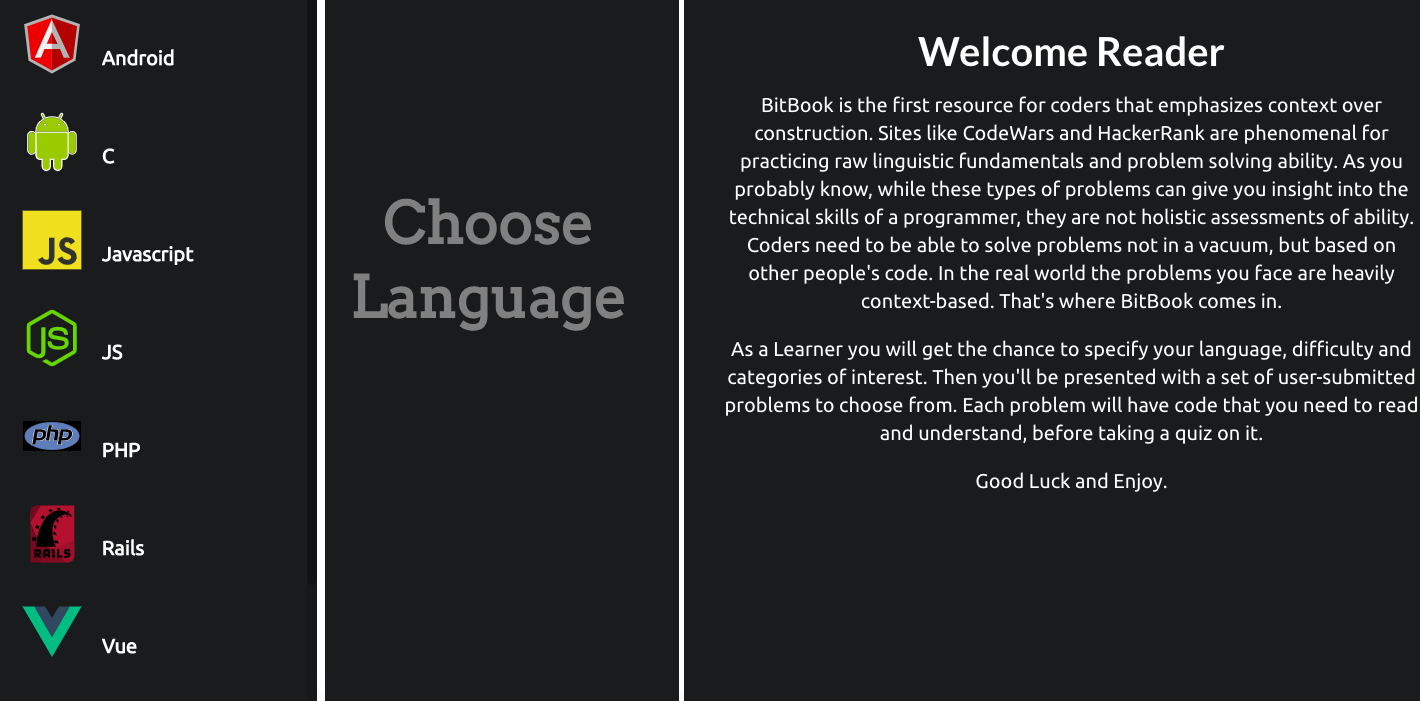 A
Android
C
JS
Javascript
JS
JS
php
PHP
RAILS
Rails
Vue
Choose
Language
Welcome Reader
BitBook is the first resource for coders that emphasizes context over
construction. Sites like CodeWars and HackerRank are phenomenal for
practicing raw linguistic fundamentals and problem solving ability. As you
probably know, while these types of problems can give you insight into the
technical skills of a programmer, they are not holistic assessments of ability.
Coders need to be able to solve problems not in a vacuum, but based on
other people's code. In the real world the problems you face are heavily
context-based. That's where BitBook comes in.
As a Learner you will get the chance to specify your language, difficulty and
categories of interest. Then you'll be presented with a set of user-submitted
problems to choose from. Each problem will have code that you need to read
and understand, before taking a quiz on it.
Good Luck and Enjoy.